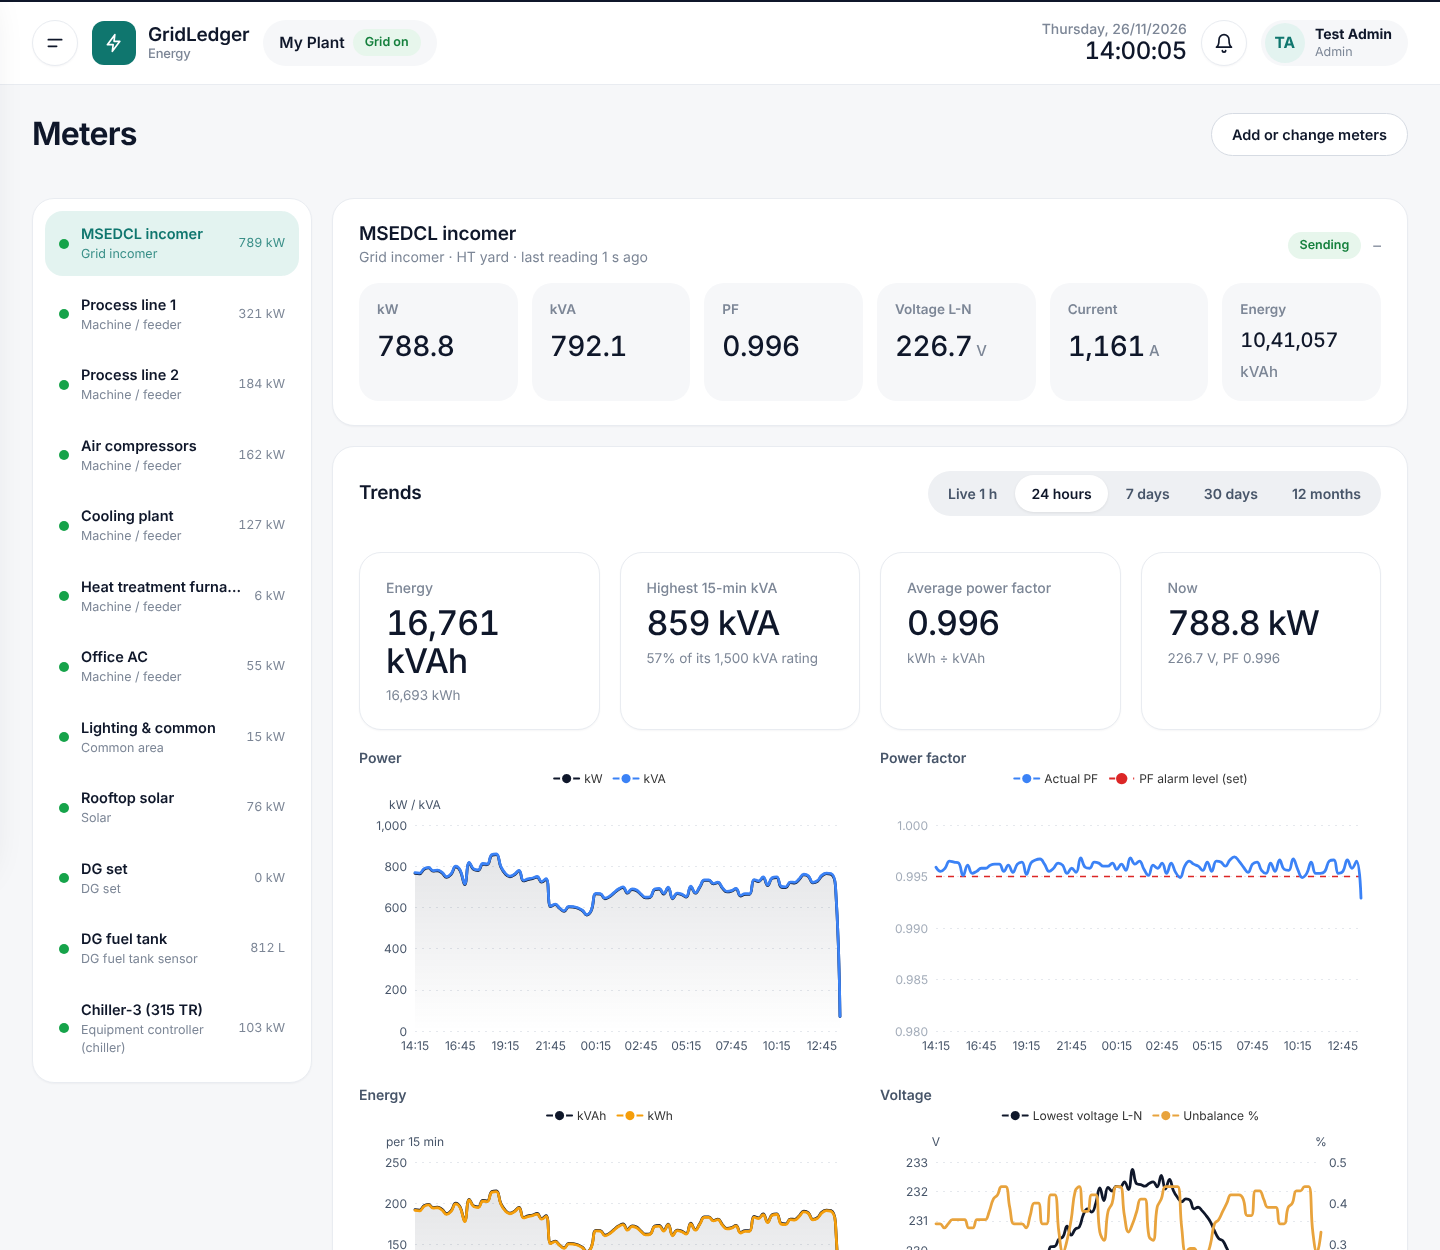 GridLedger
Energy
My Plant
Grid on
Thursday, 26/11/2026
14:00:05
TA
Test Admin
Admin
Meters
Add or change meters
MSEDCL incomer
Grid incomer
789 kW
Process line 1
Machine / feeder
321 kW
Process line 2
Machine / feeder
184 kW
Air compressors
Machine / feeder
162 kW
Cooling plant
Machine / feeder
127 kW
Heat treatment furna...
Machine / feeder
6 kW
Office AC
Machine / feeder
55 kW
Lighting & common
Common area
15 kW
Rooftop solar
Solar
76 kW
DG set
DG set
0 kW
DG fuel tank
DG fuel tank sensor
812 L
Chiller-3 (315 TR)
Equipment controller
(chiller)
103 kW
MSEDCL incomer
Grid incomer · HT yard · last reading 1 s ago
Sending –
kW
788.8
kVA
792.1
PF
0.996
Voltage L-N
226.7 V
Current
1,161 A
Energy
10,41,057
kVAh
Trends
Live 1 h
24 hours
7 days
30 days
12 months
Energy
16,761
kVAh
16,693 kWh
Highest 15-min kVA
859 kVA
57% of its 1,500 kVA rating
Average power factor
0.996
kWh ÷ kVAh
Now
788.8 kW
226.7 V, PF 0.996
Power
kW kVA
kW / kVA
1,000
800
600
400
200
0
14:15 16:45 19:15 21:45 00:15 02:45 05:15 07:45 10:15 12:45
Power factor
Actual PF PF alarm level (set)
1.000
0.995
0.990
0.985
0.980
14:15 16:45 19:15 21:45 00:15 02:45 05:15 07:45 10:15 12:45
Energy
kVAh kWh
per 15 min
250
200
150
Voltage
Lowest voltage L-N Unbalance %
V %
233 0.5
232
0.4
231
0.3